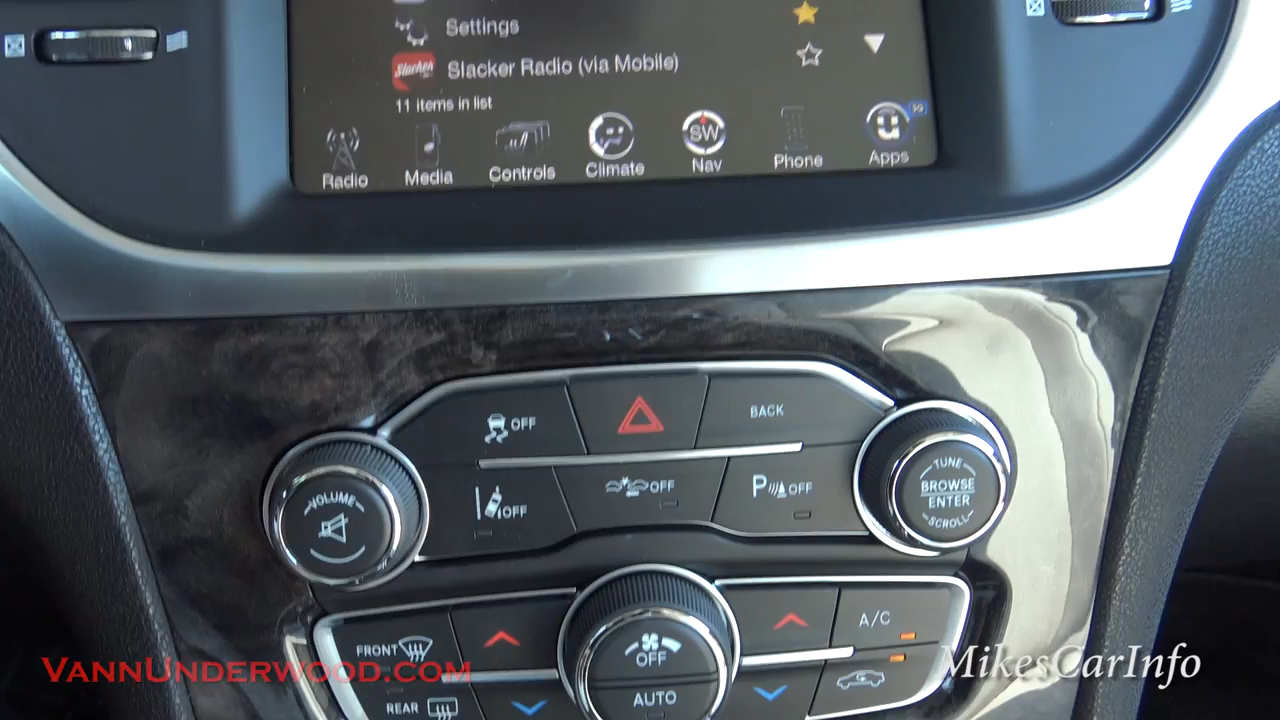 Settings
Slacker Radio (via Mobile)
11 items in list
Radio Media Controls Climate SW Nav Phone Apps
OFF
BACK
OFF
OFF
P OFF
VOLUME
TUNE
BROWSE
ENTER
SCROLL
FRONT
REAR
OFF
AUTO
A/C
VANNUNDERWOOD.COM
MikesCarInfo